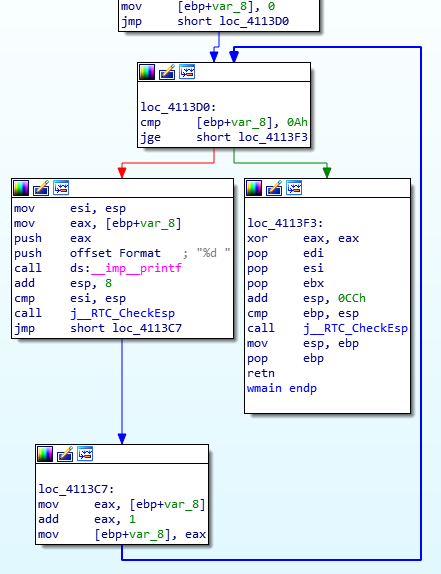 mov [ebp+var_8], 0
jmp short loc_4113D0
loc_4113D0:
cmp [ebp+var_8], 0Ah
jge short loc_4113F3
mov esi, esp
mov eax, [ebp+var_8]
push eax
push offset Format ; "%d "
call ds:__imp__printf
add esp, 8
cmp esi, esp
call j__RTC_CheckEsp
jmp short loc_4113C7
loc_4113F3:
xor eax, eax
pop edi
pop esi
pop ebx
add esp, 0CCh
cmp ebp, esp
call j__RTC_CheckEsp
mov esp, ebp
pop ebp
retn
wmain endp
loc_4113C7:
mov eax, [ebp+var_8]
add eax, 1
mov [ebp+var_8], eax